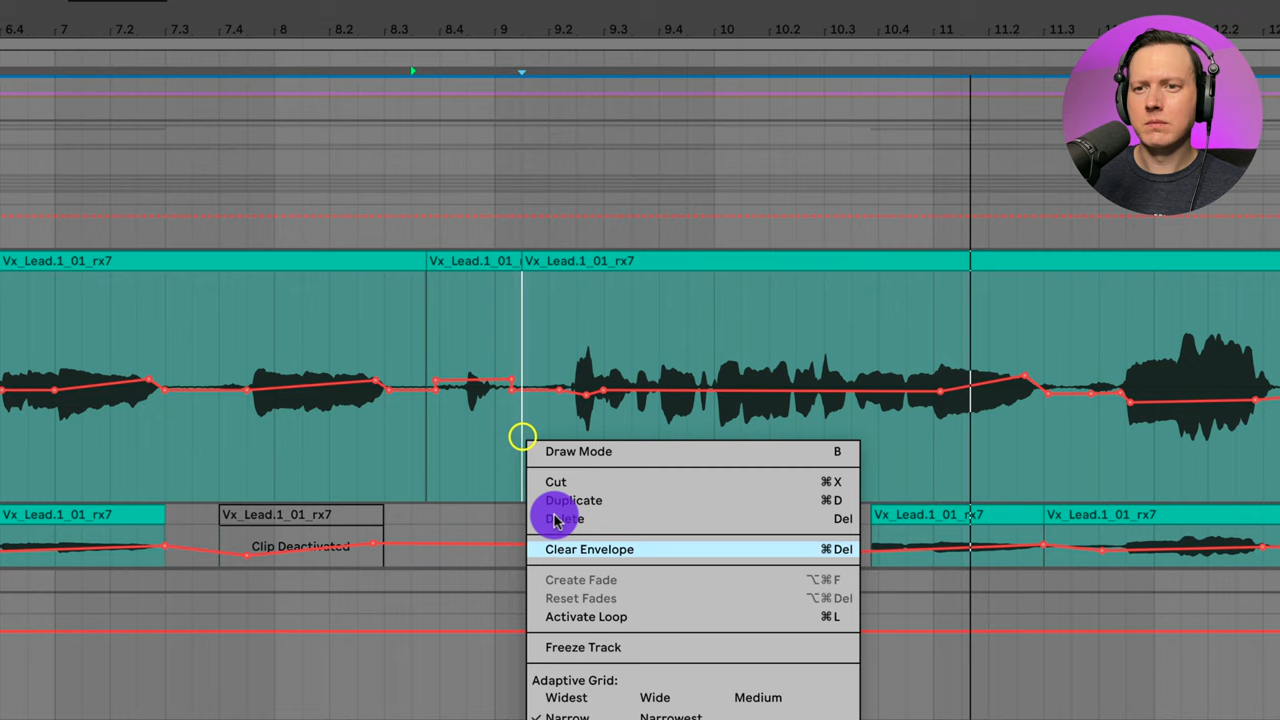 6.4 7 7.2 7.3 7.4 8 8.2 8.3 8.4 9 9.2 9.3 9.4 10 10.2 10.3 10.4 11 11.2 11.3 12.2
Vx_Lead.1_01_rx7 Vx_Lead.1_01_ Vx_Lead.1_01_rx7
Draw Mode B
Cut ⌘X
Duplicate ⌘D
Delete Del
Clear Envelope ⌘Del
Create Fade ⌥⌘F
Reset Fades ⌥⌘Del
Activate Loop ⌘L
Freeze Track
Adaptive Grid:
Widest Wide Medium
✓ Narrow Narrowest
Vx_Lead.1_01_rx7 Vx_Lead.1_01_rx7 Vx_Lead.1_01_rx7 Vx_Lead.1_01_rx7
Clip Deactivated